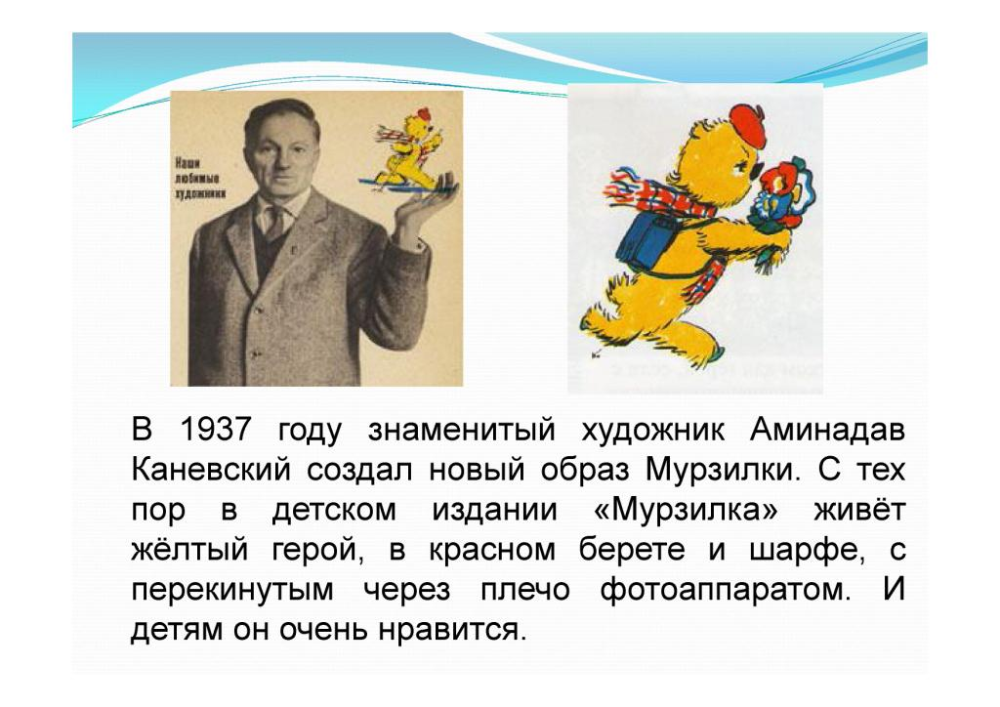 Наши
любимые
художники
В 1937 году знаменитый художник Аминадав
Каневский создал новый образ Мурзилки. С тех
пор в детском издании «Мурзилка» живёт
жёлтый герой, в красном берете и шарфе, с
перекинутым через плечо фотоаппаратом. И
детям он очень нравится.